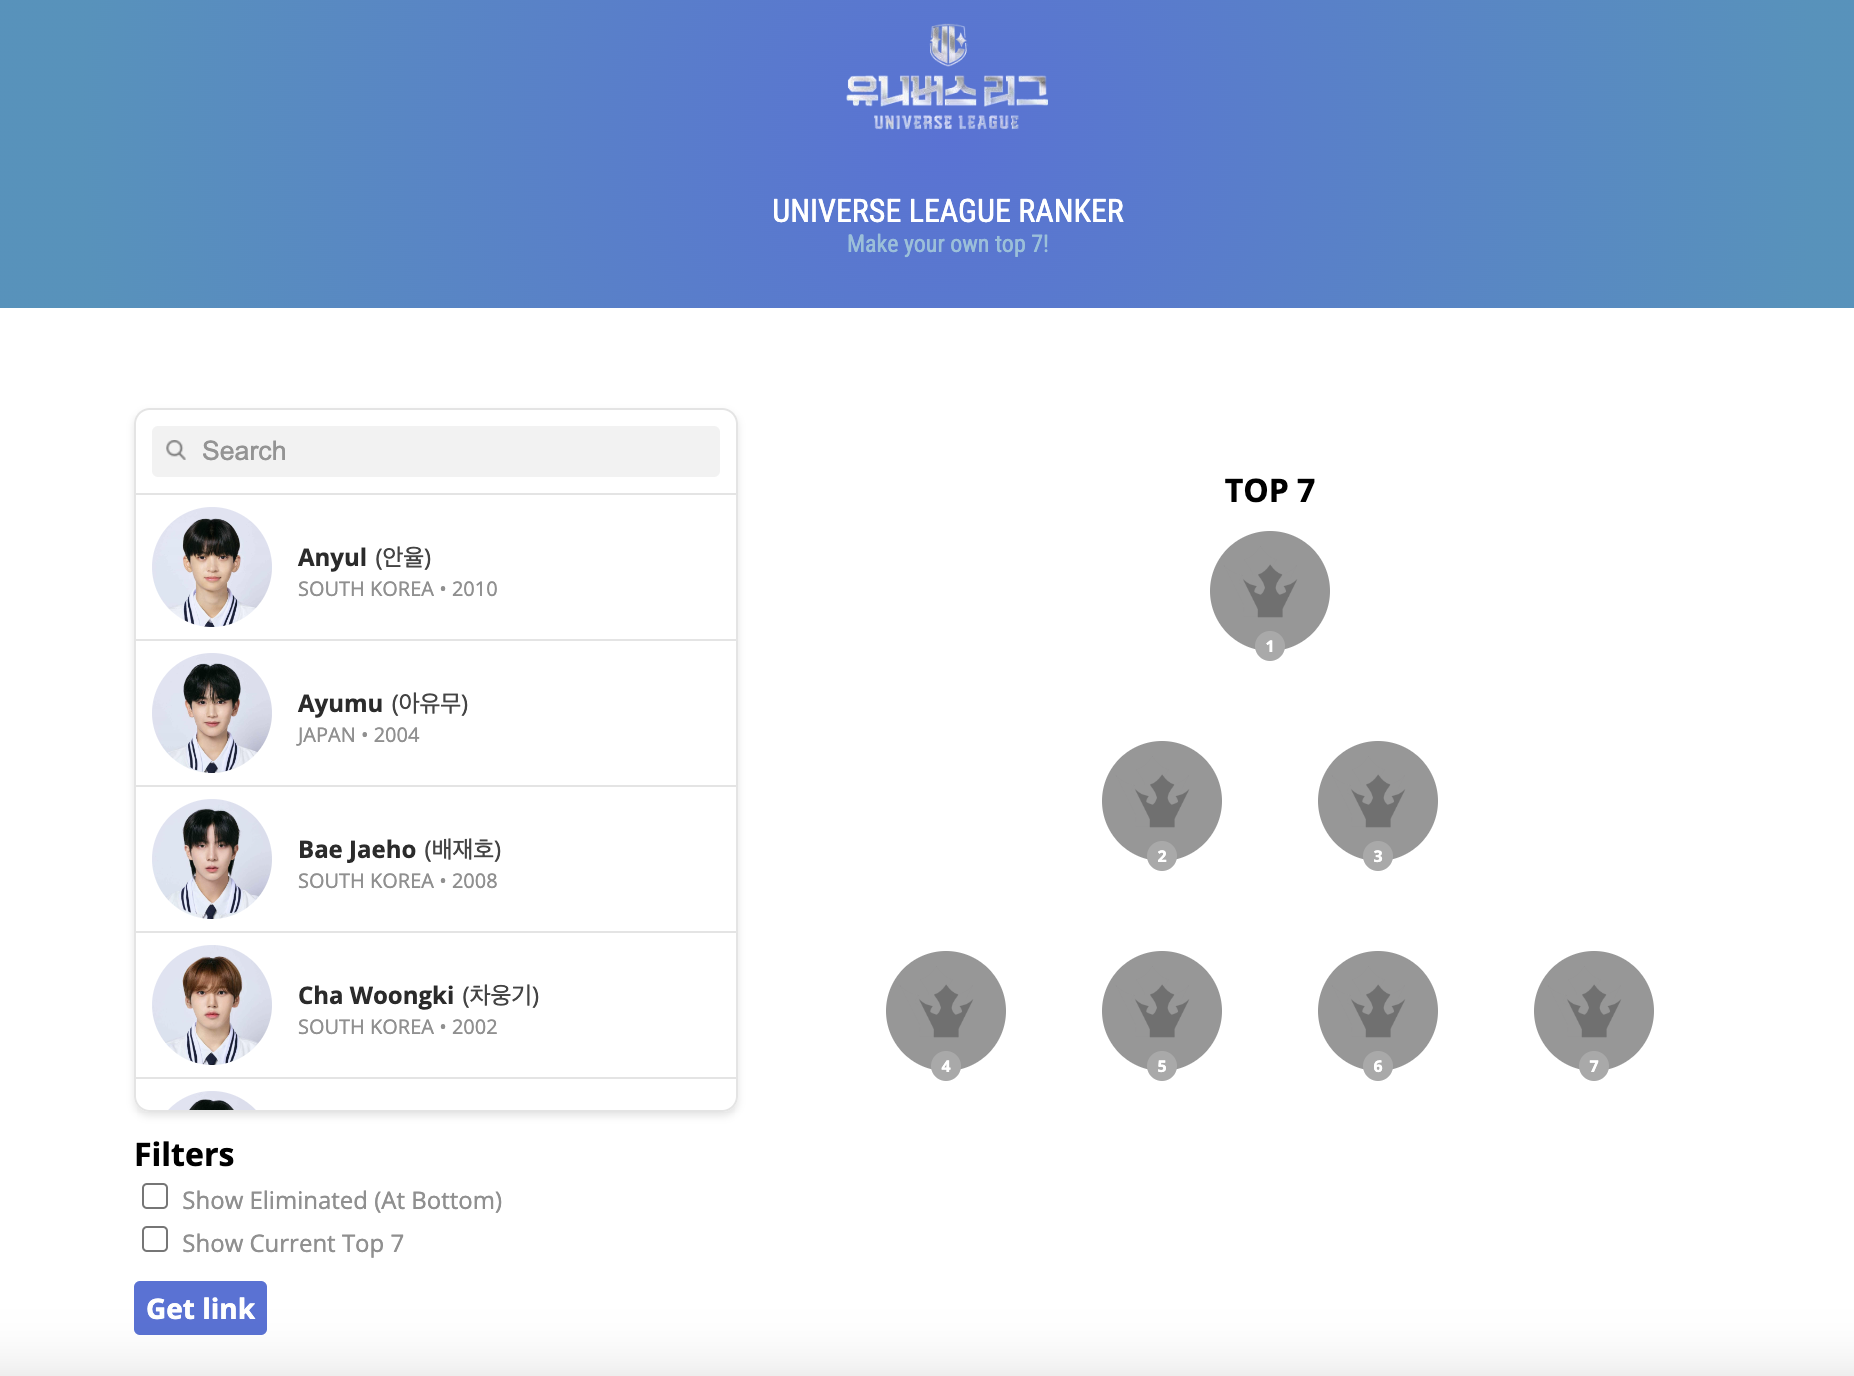 UL
유니버스 리그
UNIVERSE LEAGUE
UNIVERSE LEAGUE RANKER
Make your own top 7!
Search
Anyul (안율)
SOUTH KOREA • 2010
Ayumu (아유무)
JAPAN • 2004
Bae Jaeho (배재호)
SOUTH KOREA • 2008
Cha Woongki (차웅기)
SOUTH KOREA • 2002
Filters
Show Eliminated (At Bottom)
Show Current Top 7
Get link
TOP 7
1
2
3
4
5
6
7